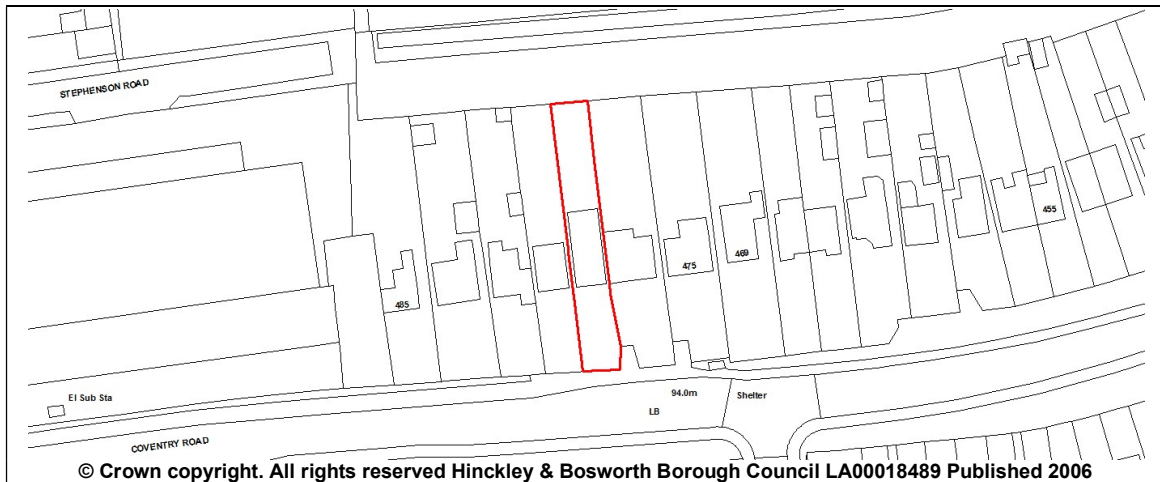 STEPHENSON ROAD
455
469
475
485
El Sub Sta
94.0m
Shelter
LB
COVENTRY ROAD
© Crown copyright. All rights reserved Hinckley & Bosworth Borough Council LA00018489 Published 2006